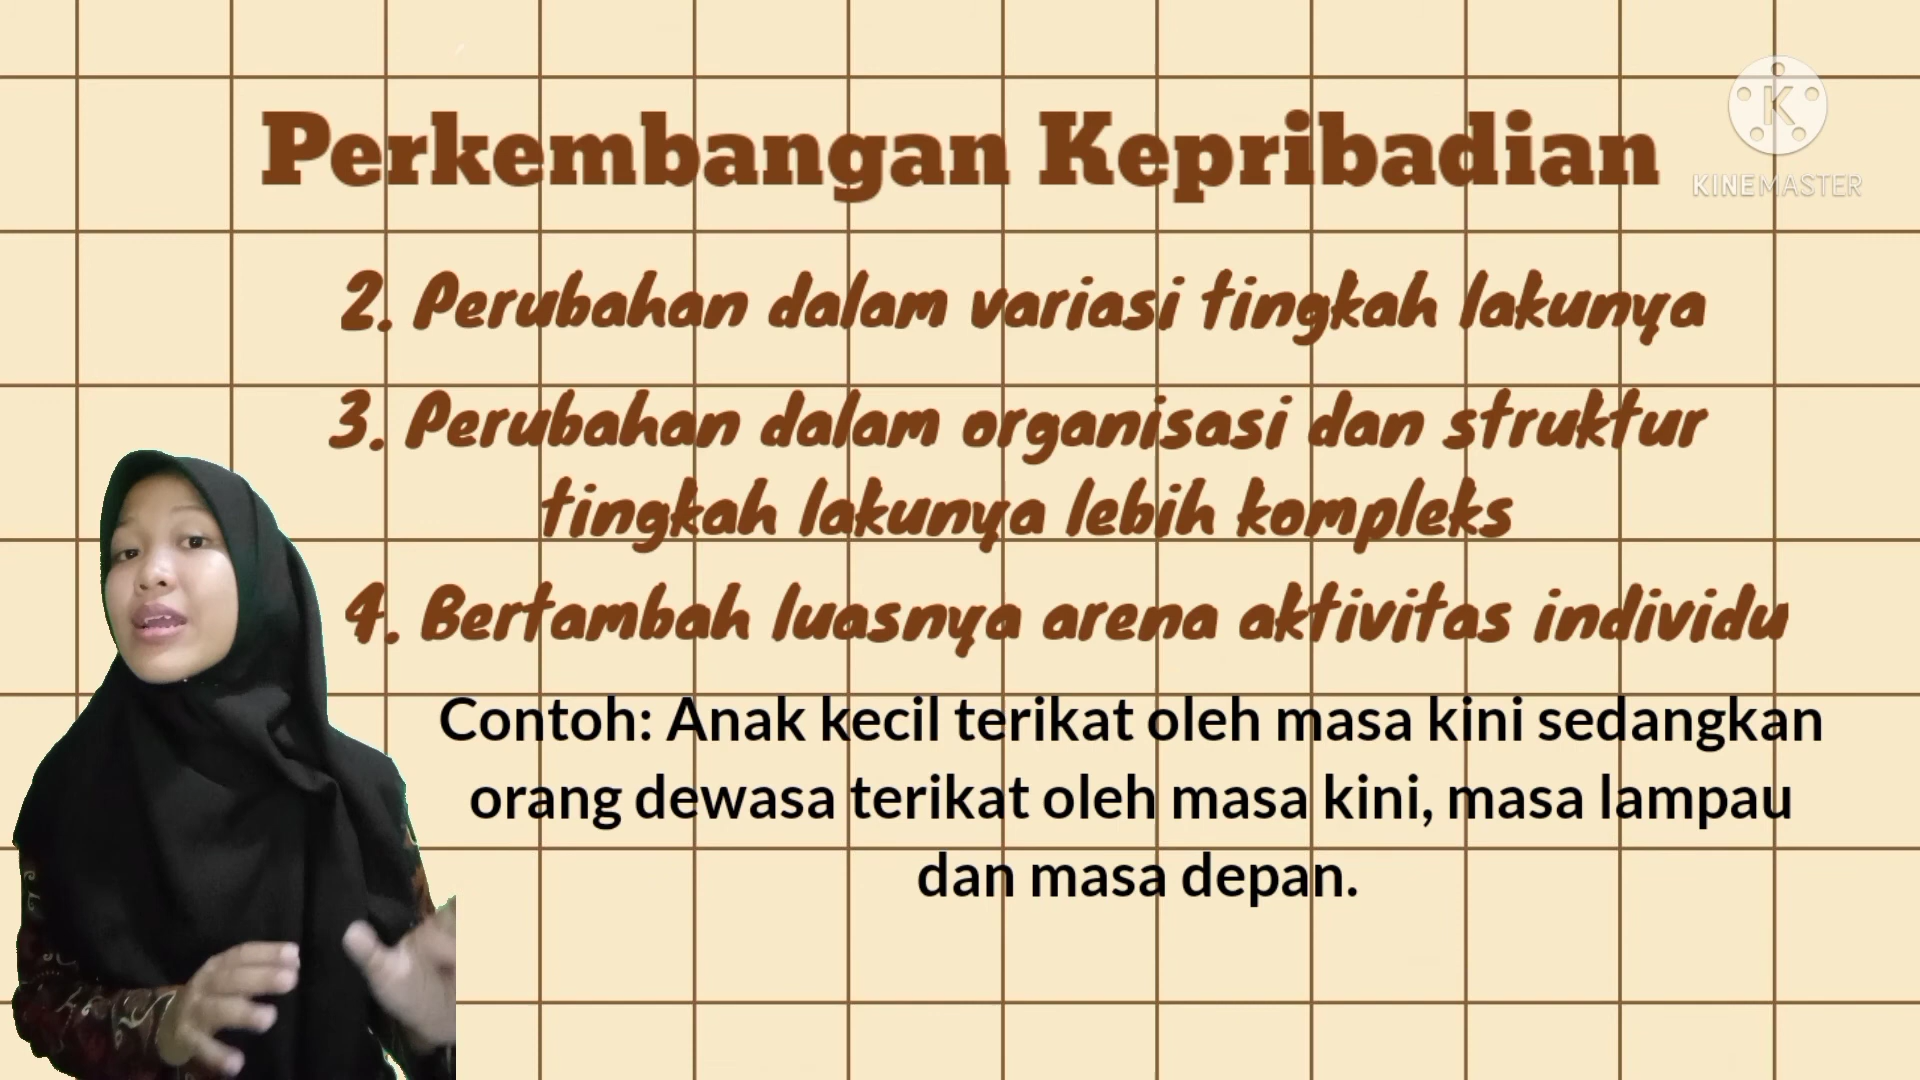 Perkembangan Kepribadian
KINEMASTER
2. Perubahan dalam variasi tingkah lakunya
3. Perubahan dalam organisasi dan struktur
tingkah lakunya lebih kompleks
4. Bertambah luasnya arena aktivitas individu
Contoh: Anak kecil terikat oleh masa kini sedangkan
orang dewasa terikat oleh masa kini, masa lampau
dan masa depan.